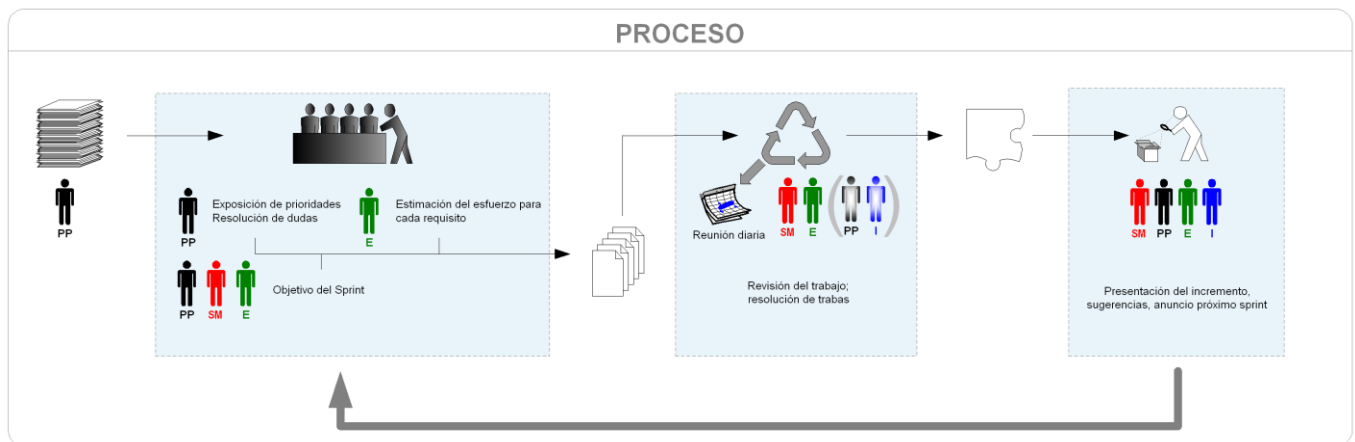 PROCESO
PP
PP
Exposición de prioridades
Resolución de dudas
E
Estimación del esfuerzo para
cada requisito
PP
SM
E
Objetivo del Sprint
Reunión diaria
SM
E
PP
I
Revisión del trabajo;
resolución de trabas
SM
PP
E
I
Presentación del incremento,
sugerencias, anuncio próximo sprint